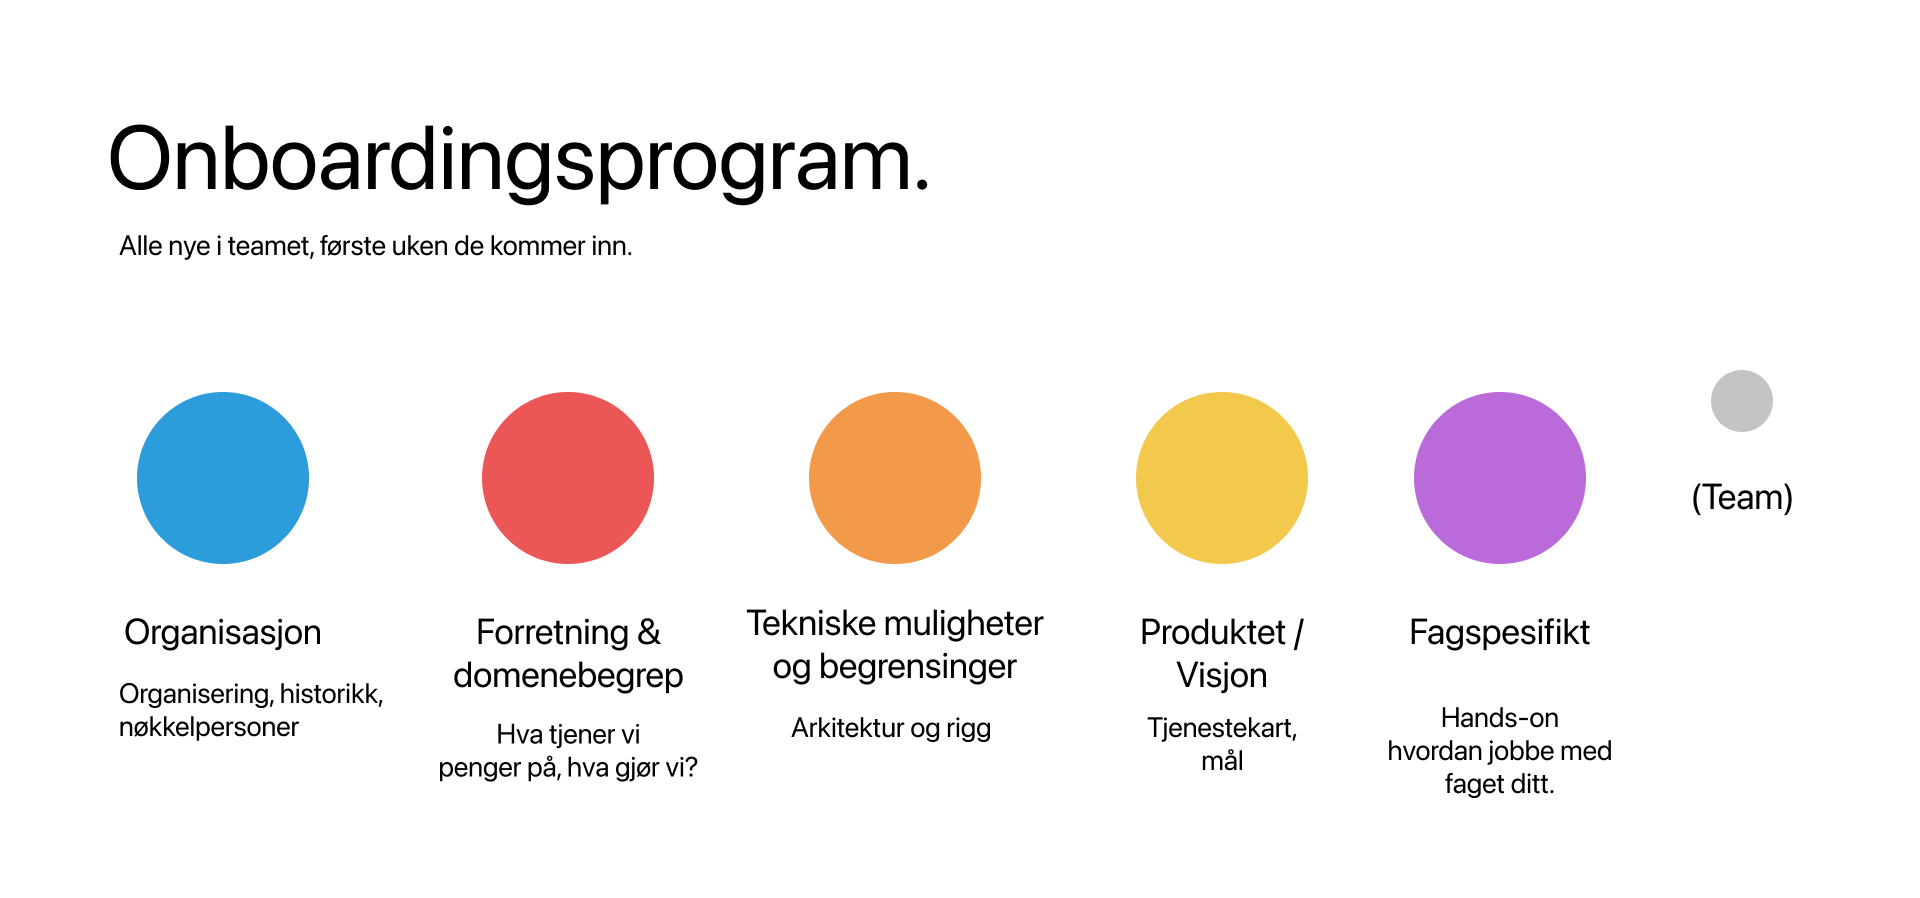 Onboardingsprogram.
Alle nye i teamet, første uken de kommer inn.
Organisasjon
Organisering, historikk,
nøkkelpersoner
Forretning &
domenebegrep
Hva tjener vi
penger på, hva gjør vi?
Tekniske muligheter
og begrensinger
Arkitektur og rigg
Produktet /
Visjon
Tjenestekart,
mål
Fagspesifikt
Hands-on
hvordan jobbe med
faget ditt.
(Team)